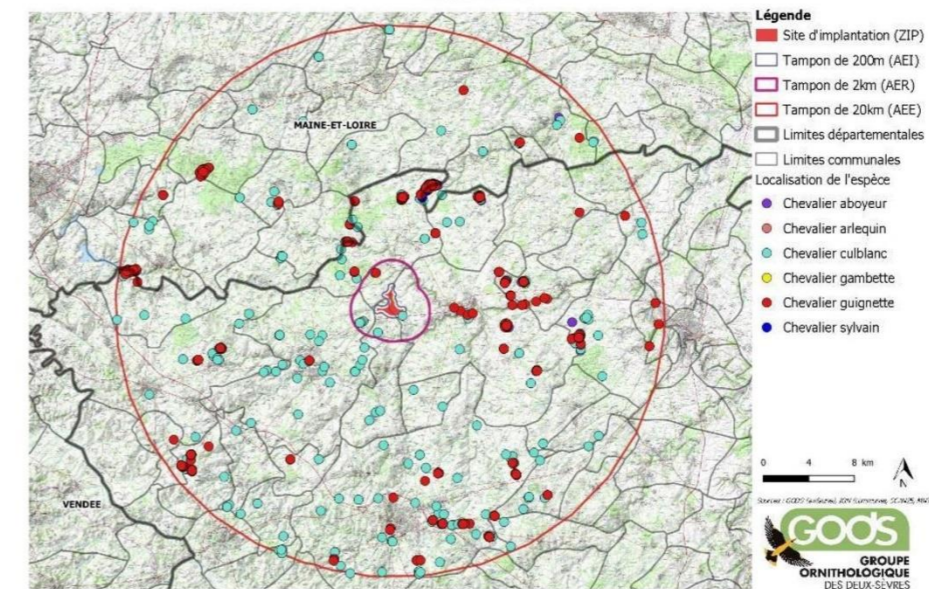 MAINE-ET-LOIRE
VENDEE
Légende
Site d'implantation (ZIP)
Tampon de 200m (AEI)
Tampon de 2km (AER)
Tampon de 20km (AEE)
Limites départementales
Limites communales
Localisation de l'espèce
Chevalier aboyeur
Chevalier arlequin
Chevalier culblanc
Chevalier gambette
Chevalier guignette
Chevalier sylvain
0 4 8 km
GODS
GROUPE
ORNITHOLOGIQUE
DES DEUX-SÈVRES